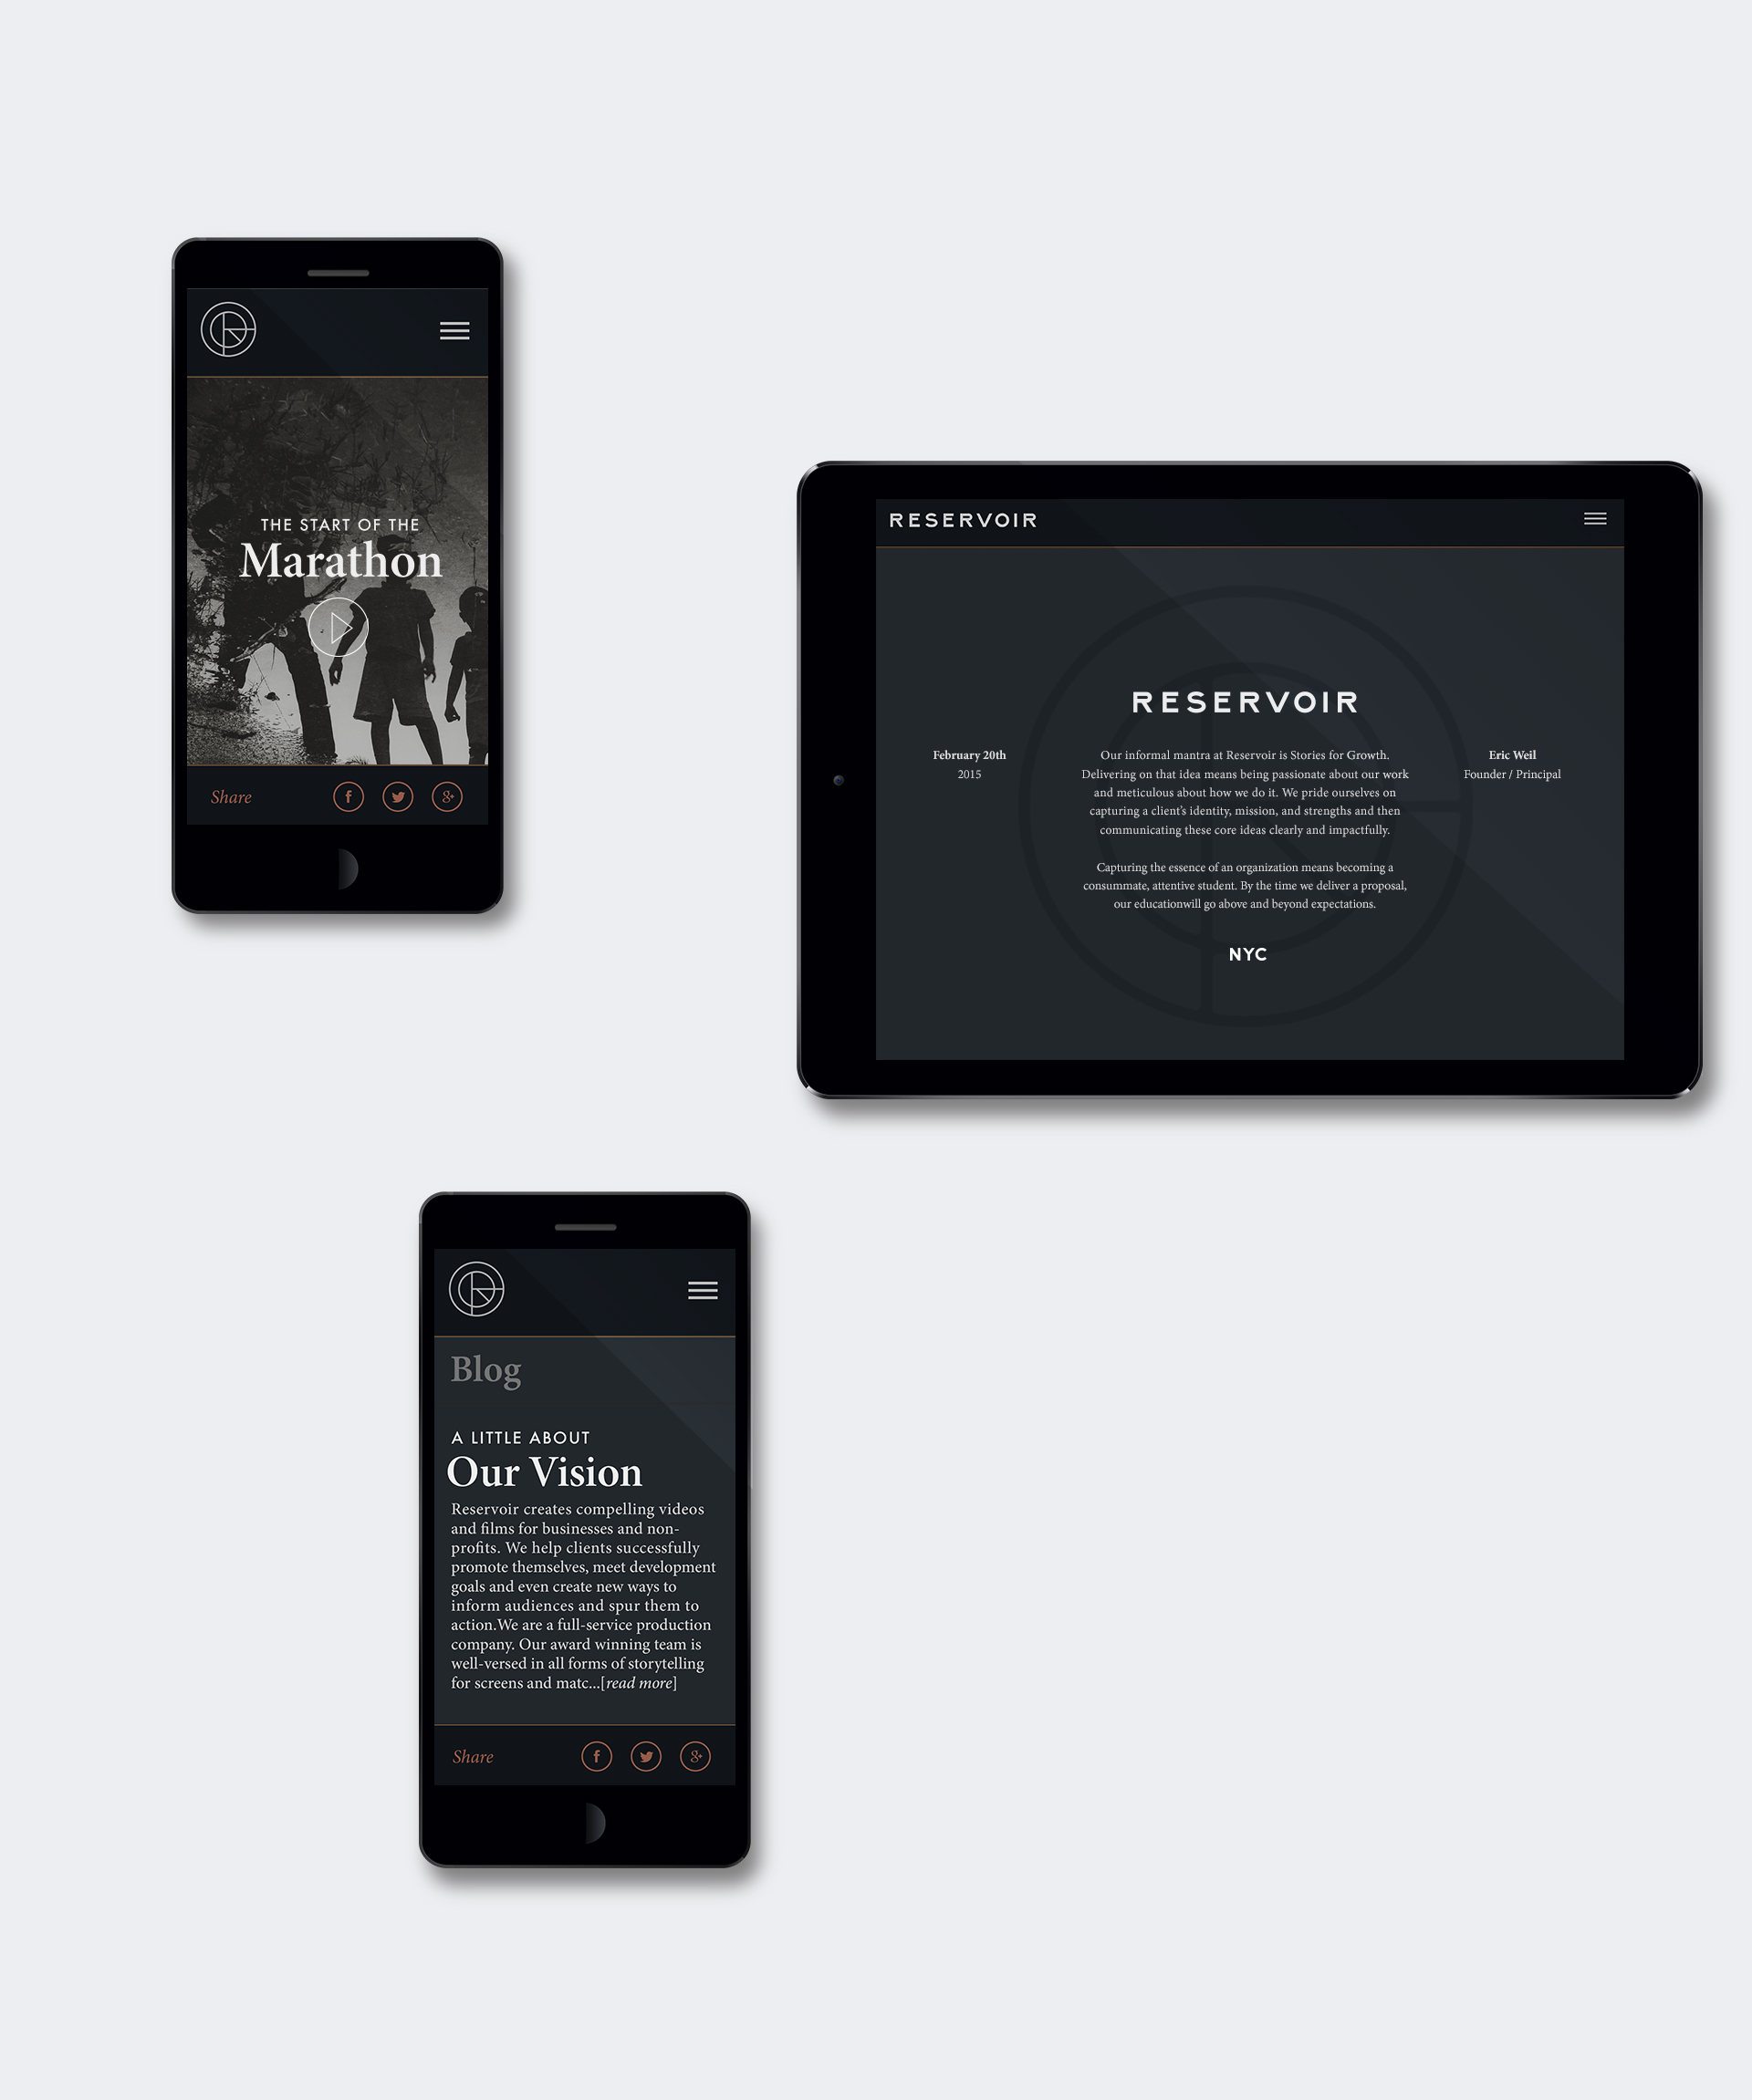 THE START OF THE
Marathon
Share
RESERVOIR
RESERVOIR
February 20th
2015
Our informal mantra at Reservoir is Stories for Growth.
Delivering on that idea means being passionate about our work
and meticulous about how we do it. We pride ourselves on
capturing a client's identity, mission, and strengths and then
communicating these core ideas clearly and impactfully.
Capturing the essence of an organization means becoming a
consummate, attentive student. By the time we deliver a proposal,
our educationwill go above and beyond expectations.
NYC
Eric Weil
Founder / Principal
Blog
A LITTLE ABOUT
Our Vision
Reservoir creates compelling videos
and films for businesses and non-
profits. We help clients successfully
promote themselves, meet development
goals and even create new ways to
inform audiences and spur them to
action.We are a full-service production
company. Our award winning team is
well-versed in all forms of storytelling
for screens and matc...[read more]
Share